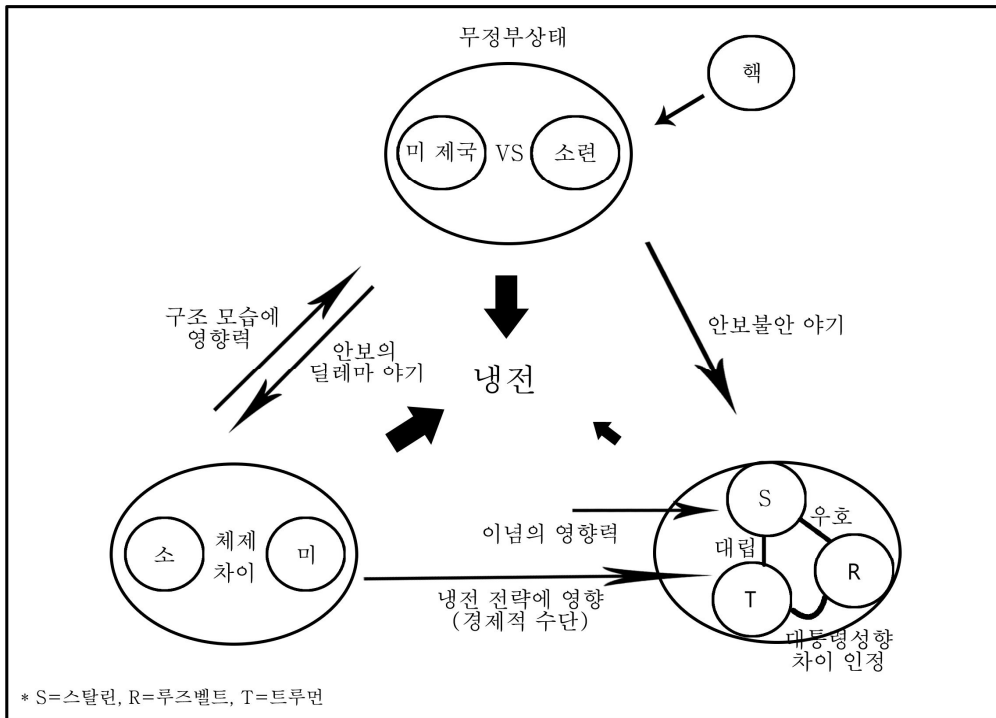 무정부상태
핵
미 제국 VS 소련
구조 모습에
영향력
안보의
딜레마 야기
안보불안 야기
냉전
소
체제
차이
미
이념의 영향력
냉전 전략에 영향
(경제적 수단)
S
우호
대립
R
T
대통령성향
차이 인정
* S=스탈린, R=루즈벨트, T=트루먼